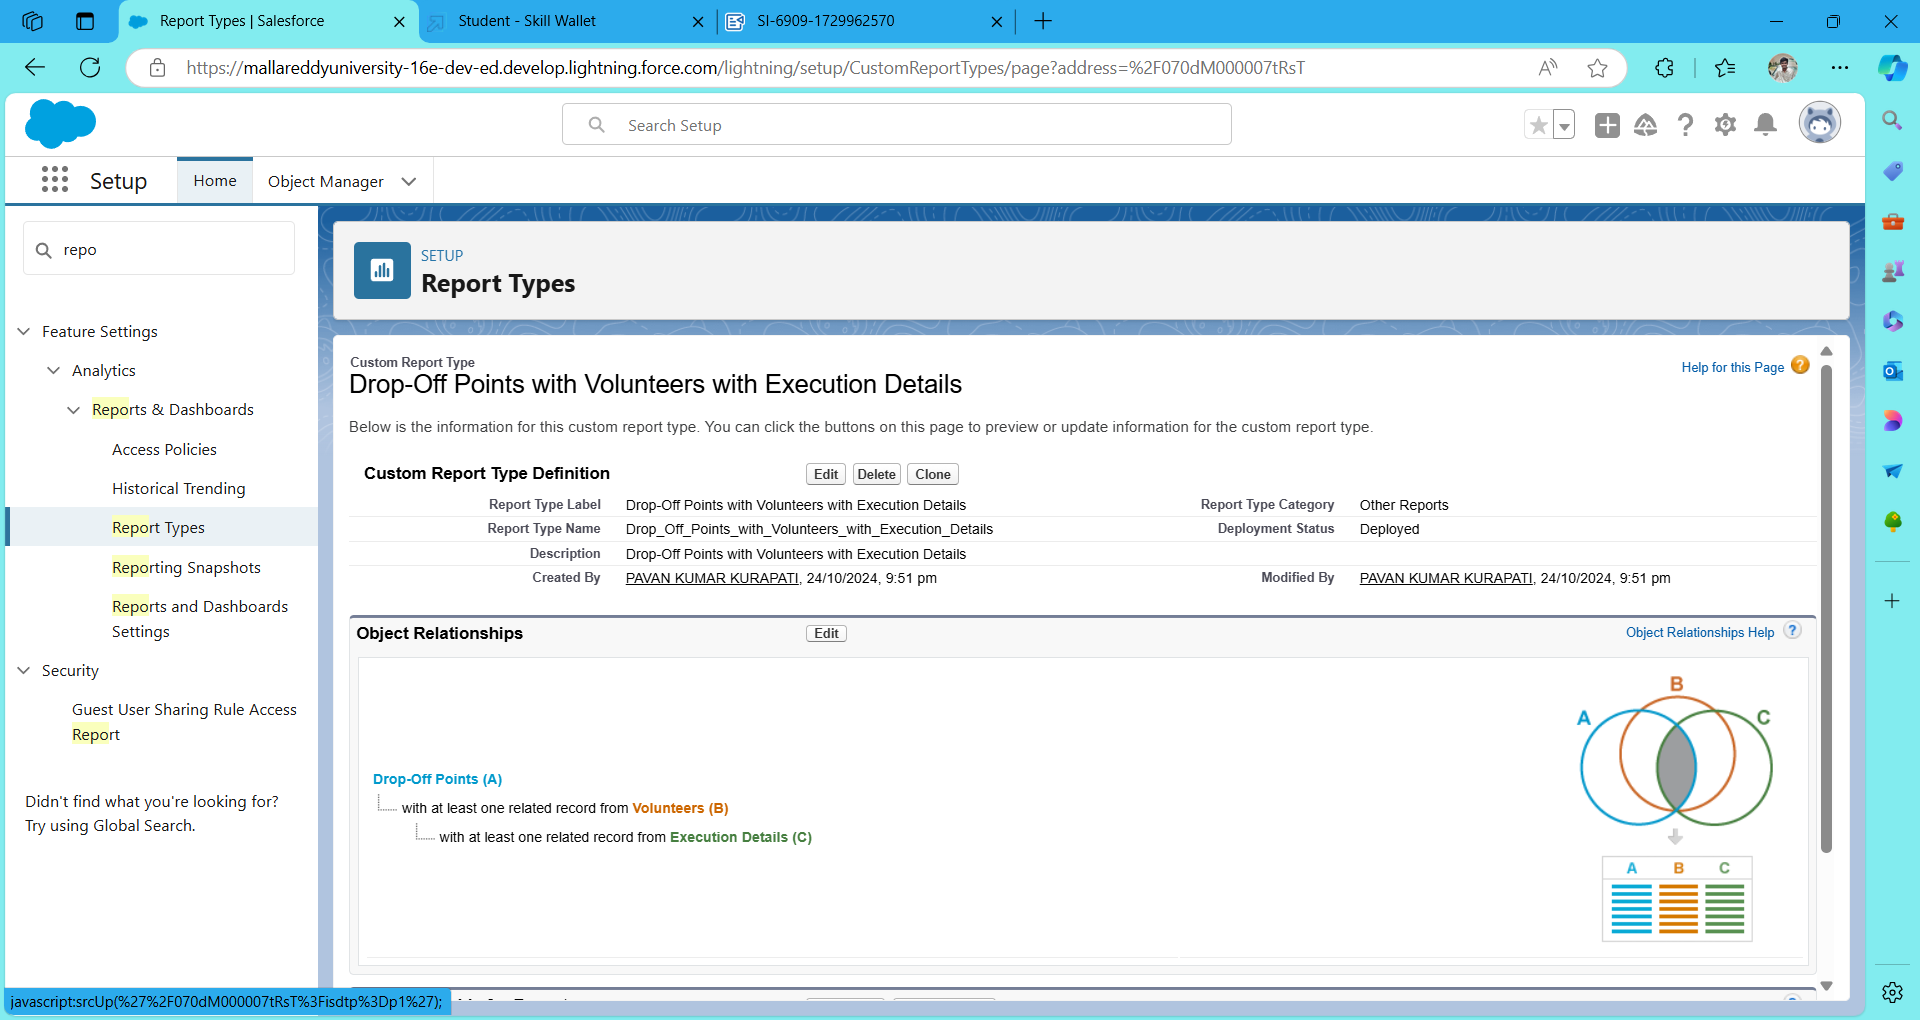 Report Types | Salesforce
Student - Skill Wallet
SI-6909-1729962570
https://mallareddyuniversity-16e-dev-ed.develop.lightning.force.com/lightning/setup/CustomReportTypes/page?address=%2F070dM000007tRsT
Search Setup
Setup
Home
Object Manager
repo
Feature Settings
Analytics
Reports & Dashboards
Access Policies
Historical Trending
Report Types
Reporting Snapshots
Reports and Dashboards
Settings
Security
Guest User Sharing Rule Access
Report
Didn't find what you're looking for?
Try using Global Search.
SETUP
Report Types
Custom Report Type
Drop-Off Points with Volunteers with Execution Details
Help for this Page
Below is the information for this custom report type. You can click the buttons on this page to preview or update information for the custom report type.
Custom Report Type Definition
Edit Delete Clone
Report Type Label Drop-Off Points with Volunteers with Execution Details Report Type Category Other Reports
Report Type Name Drop_Off_Points_with_Volunteers_with_Execution_Details Deployment Status Deployed
Description Drop-Off Points with Volunteers with Execution Details
Created By PAVAN KUMAR KURAPATI, 24/10/2024, 9:51 pm Modified By PAVAN KUMAR KURAPATI, 24/10/2024, 9:51 pm
Object Relationships
Edit
Object Relationships Help
Drop-Off Points (A)
with at least one related record from Volunteers (B)
with at least one related record from Execution Details (C)
B
A
C
A B C
javascript:srcUp(%27%2F070dM000007tRsT%3Fisdtp%3Dp1%27);